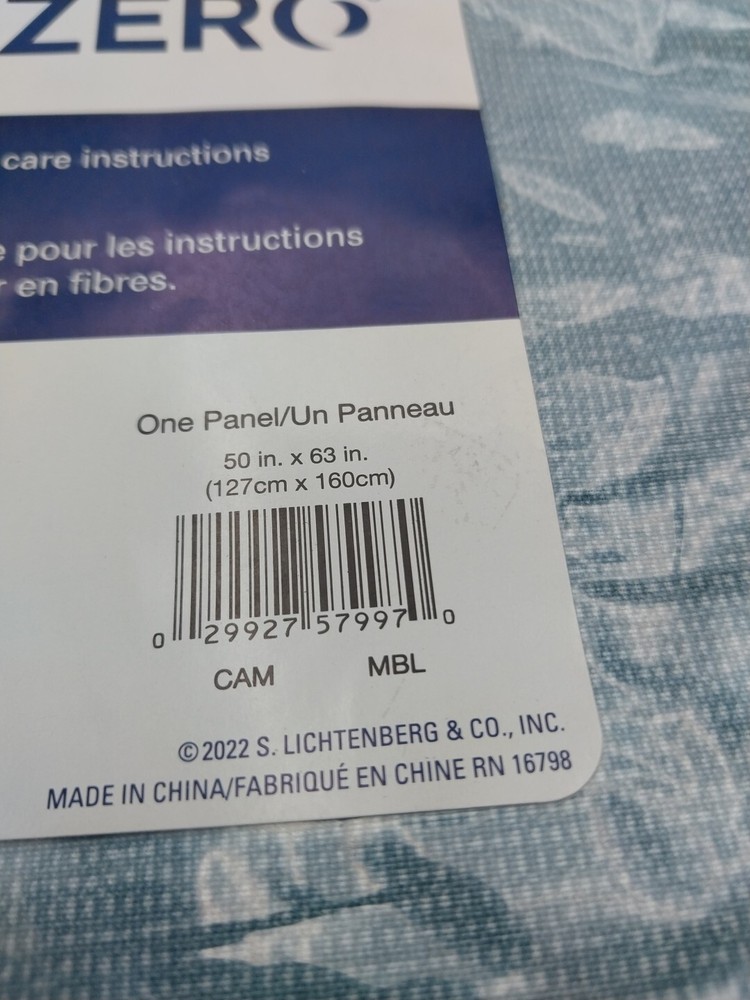 ZERO
care instructions
pour les instructions
en fibres.
One Panel/Un Panneau
50 in. x 63 in.
(127cm x 160cm)
0 29927 57997 0
CAM MBL
©2022 S. LICHTENBERG & CO., INC.
MADE IN CHINA/FABRIQUÉ EN CHINE RN 16798